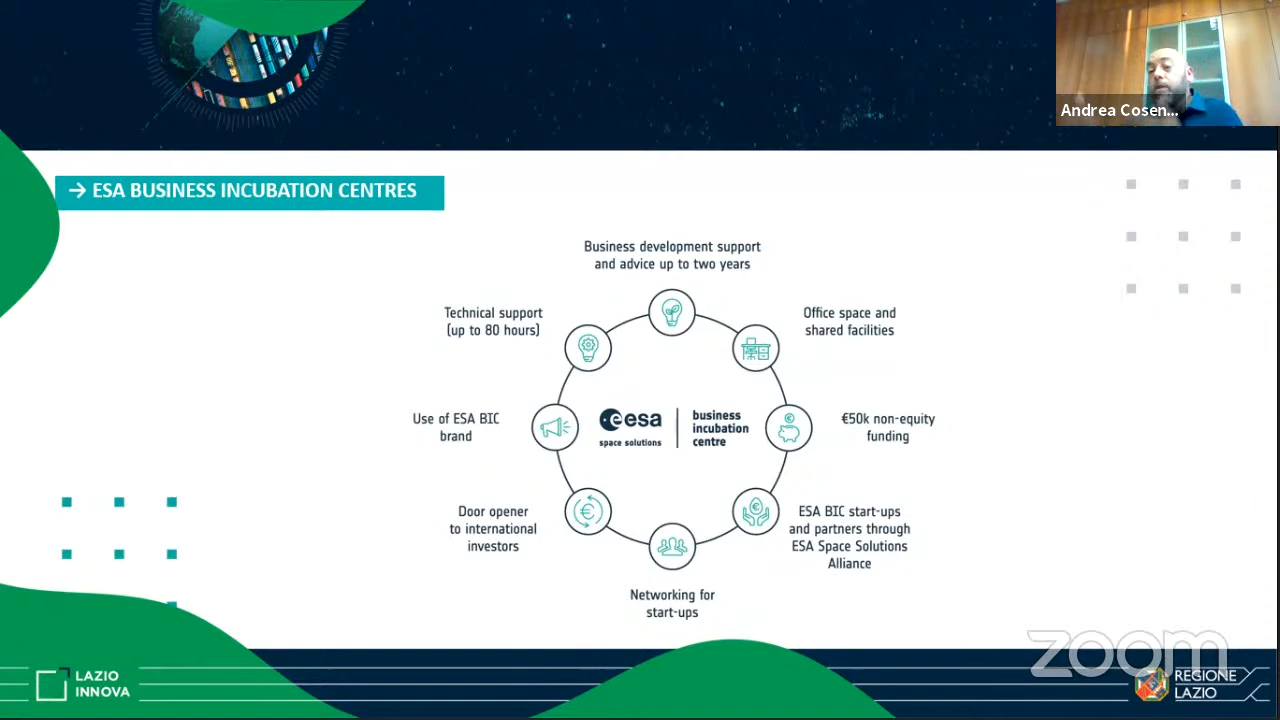 Andrea Cosen...
→ ESA BUSINESS INCUBATION CENTRES
Business development support
and advice up to two years
Technical support
(up to 80 hours)
Office space and
shared facilities
Use of ESA BIC
brand
esa
space solutions
business
incubation
centre
€50k non-equity
funding
Door opener
to international
investors
ESA BIC start-ups
and partners through
ESA Space Solutions
Alliance
Networking for
start-ups
zoom
LAZIO
INNOVA
REGIONE
LAZIO